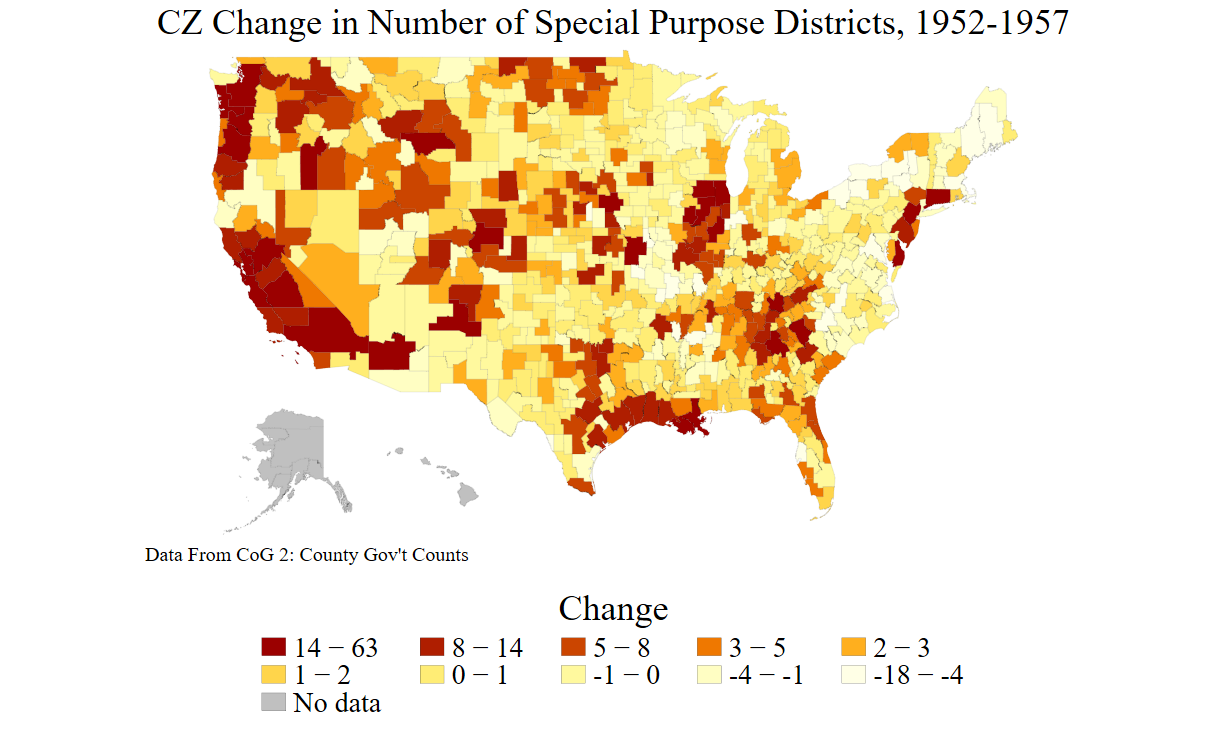 CZ Change in Number of Special Purpose Districts, 1952-1957
Data From CoG 2: County Gov't Counts
Change
14 − 63 8 − 14 5 − 8 3 − 5 2 − 3
1 − 2 0 − 1 -1 − 0 -4 − -1 -18 − -4
No data